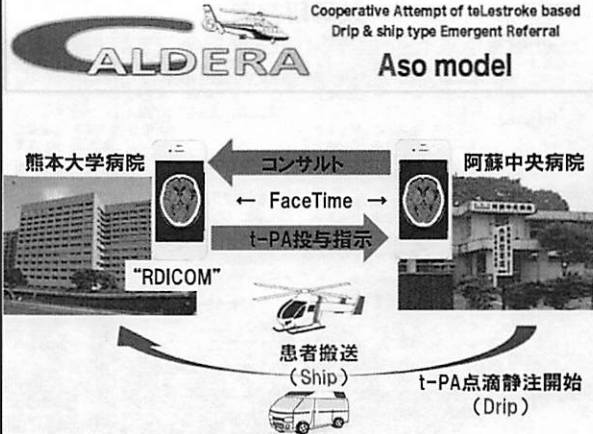 Cooperative Attempt of teLestroke based
Drip & ship type Emergent Referral
CALDERA
Aso model
熊本大学病院
コンサルト
阿蘇中央病院
← FaceTime →
t-PA投与指示
“RDICOM”
患者搬送
（Ship）
t-PA点滴静注開始
（Drip）